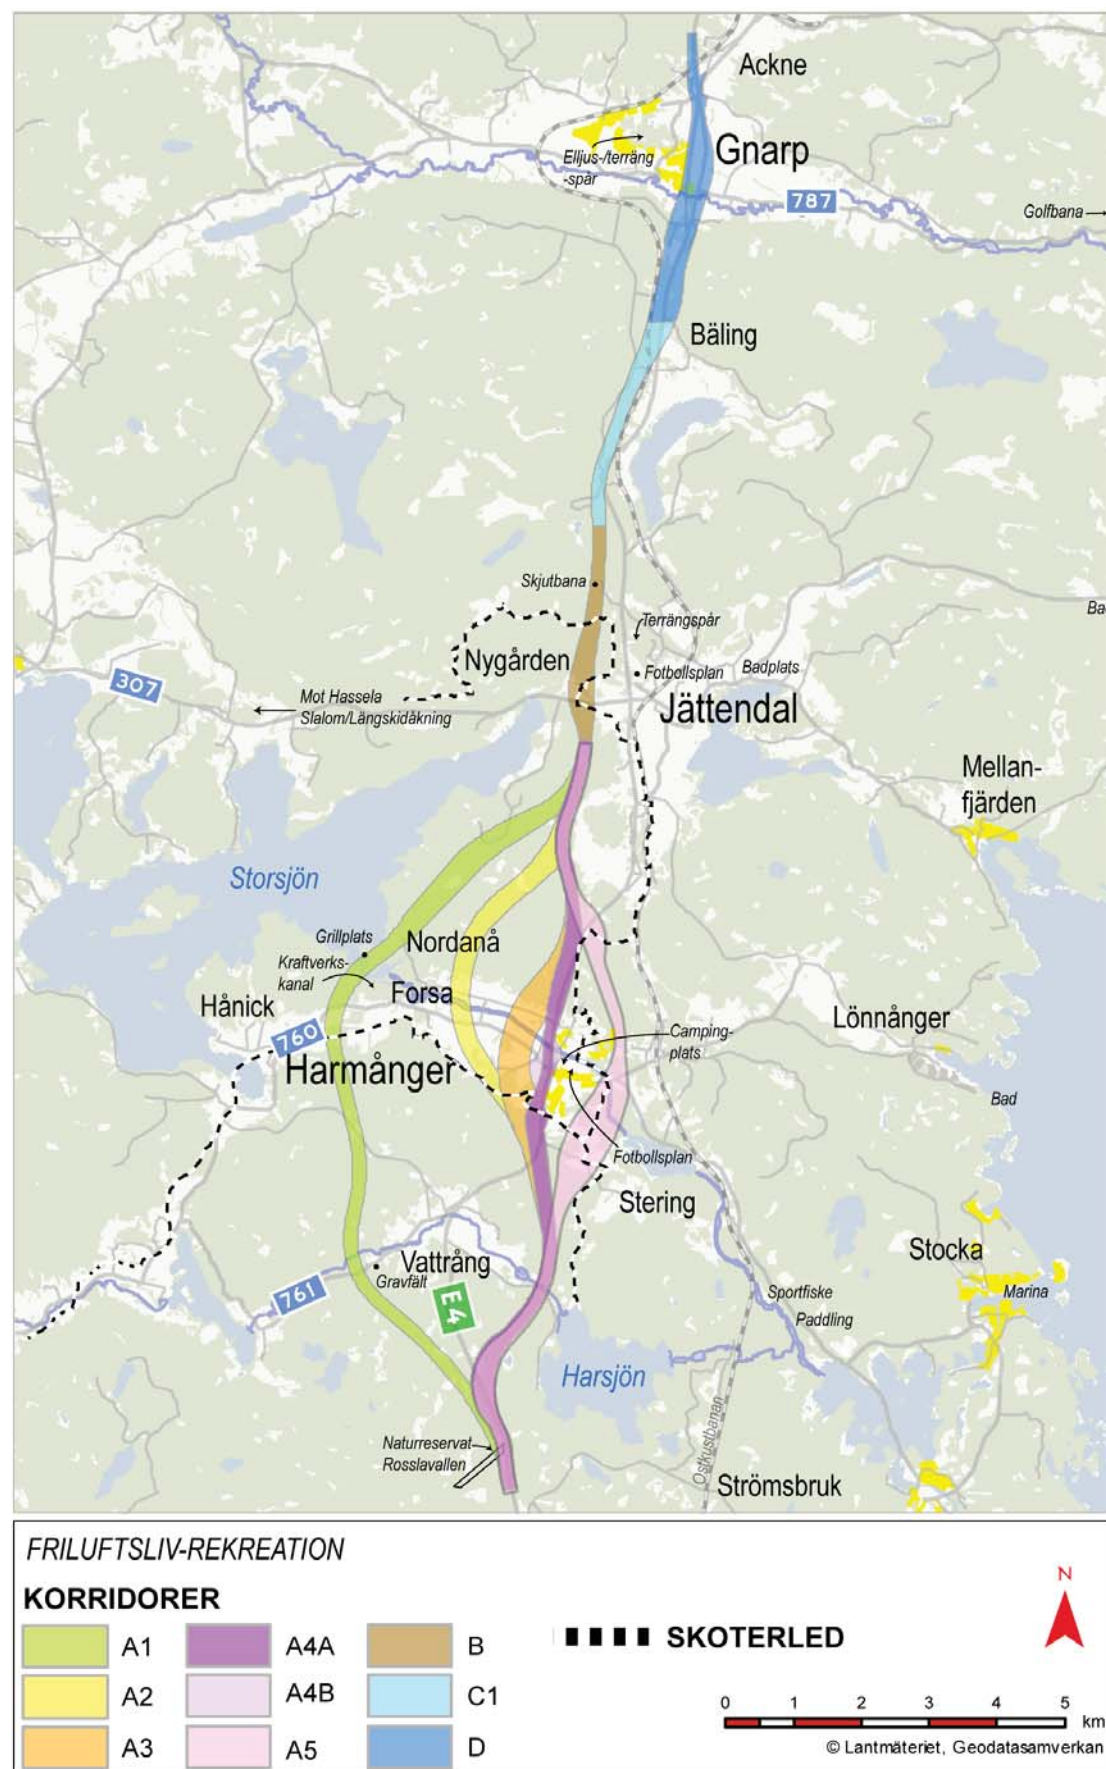 Ackne
Gnarp
Elljus-/terräng
-spår
787
Golfbana
Bäling
Skjutbana
Terrängspår
Nygården
Fotbollsplan
Badplats
307
Mot Hassela
Slalom/Längskidåkning
Jättendal
Mellan-
fjärden
Storsjön
Grillplats
Nordanå
Kraftverks-
kanal
Forsa
Hånick
760
Harmånger
Camping-
plats
Lönnånger
Bad
Fotbollsplan
Stering
Stocka
Vattrång
Gravfält
761
E4
Sportfiske
Marina
Paddling
Harsjön
Ostkustbanan
Naturreservat
Rosslavallen
Strömsbruk
FRILUFTSLIV-REKREATION
KORRIDORER
A1
A4A
B
SKOTERLED
N
A2
A4B
C1
A3
A5
D
0 1 2 3 4 5
km
© Lantmäteriet, Geodatasamverkan